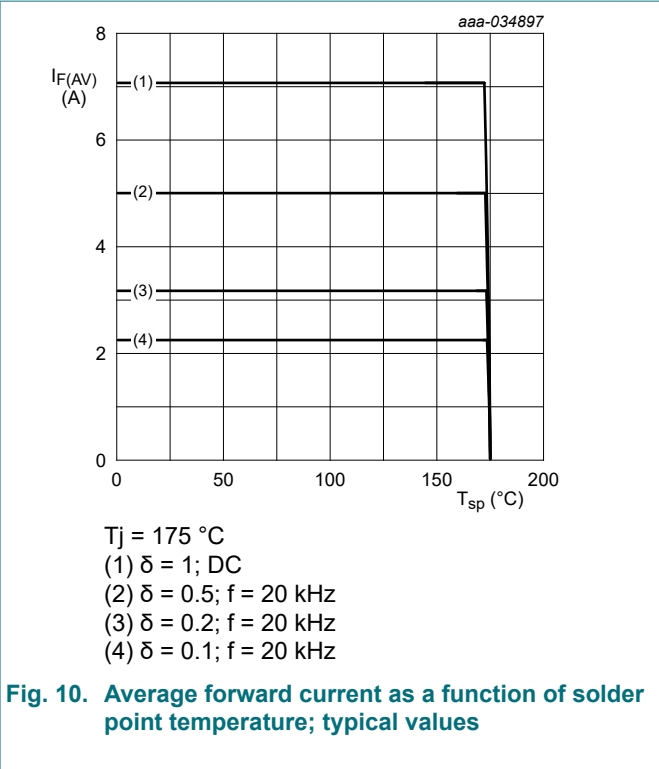 aaa-034897
8
I_F(AV)
(A)
(1)
6
(2)
4
(3)
(4)
2
0
0 50 100 150 200
T_sp (°C)
Tj = 175 °C
(1) δ = 1; DC
(2) δ = 0.5; f = 20 kHz
(3) δ = 0.2; f = 20 kHz
(4) δ = 0.1; f = 20 kHz
Fig. 10. Average forward current as a function of solder
point temperature; typical values